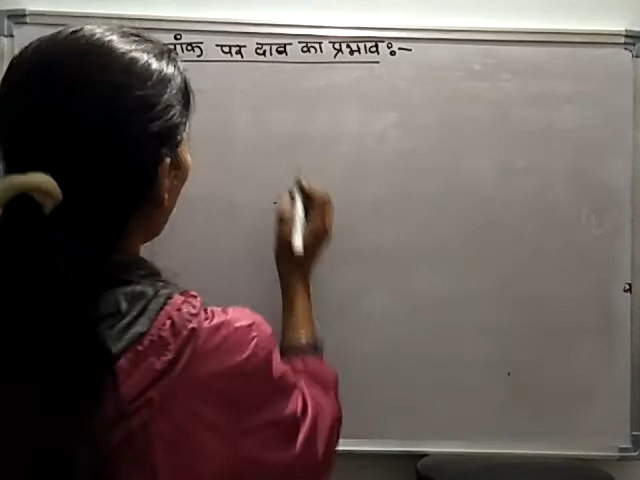 पर दाब का प्रभाव :-